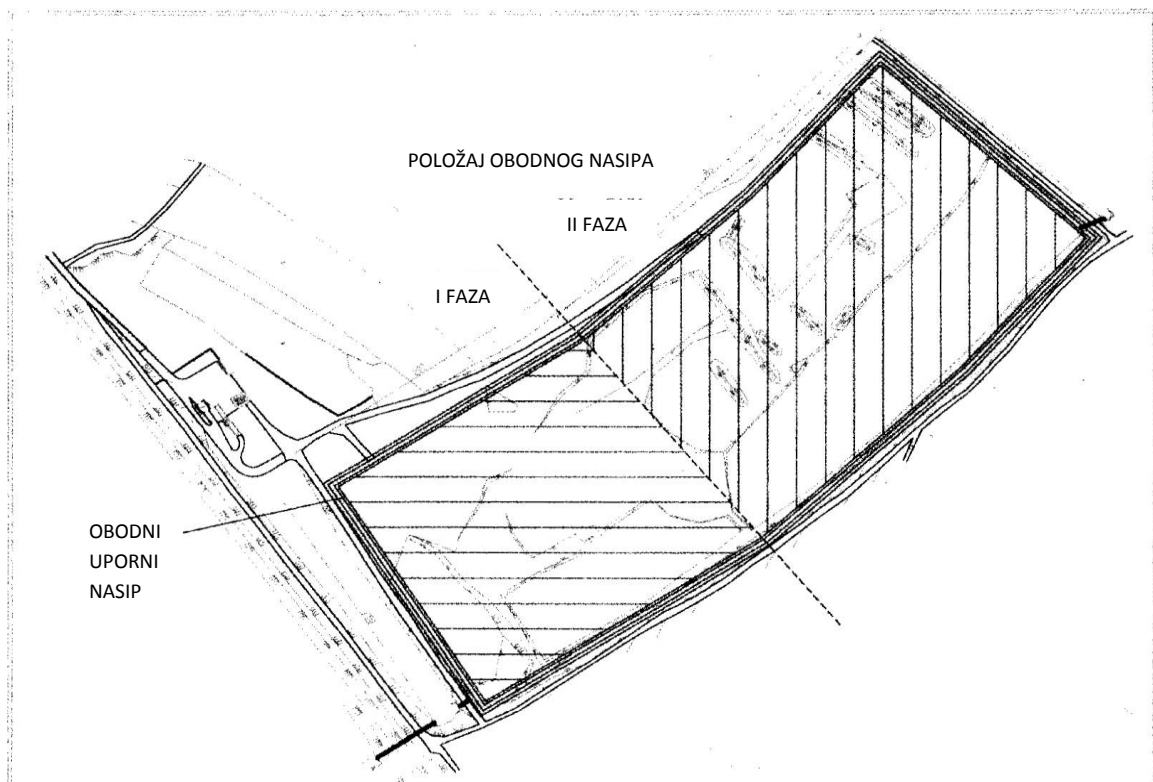 POLOŽAJ OBODNOG NASIPA
II FAZA
I FAZA
OBODNI
UPORNI
NASIP